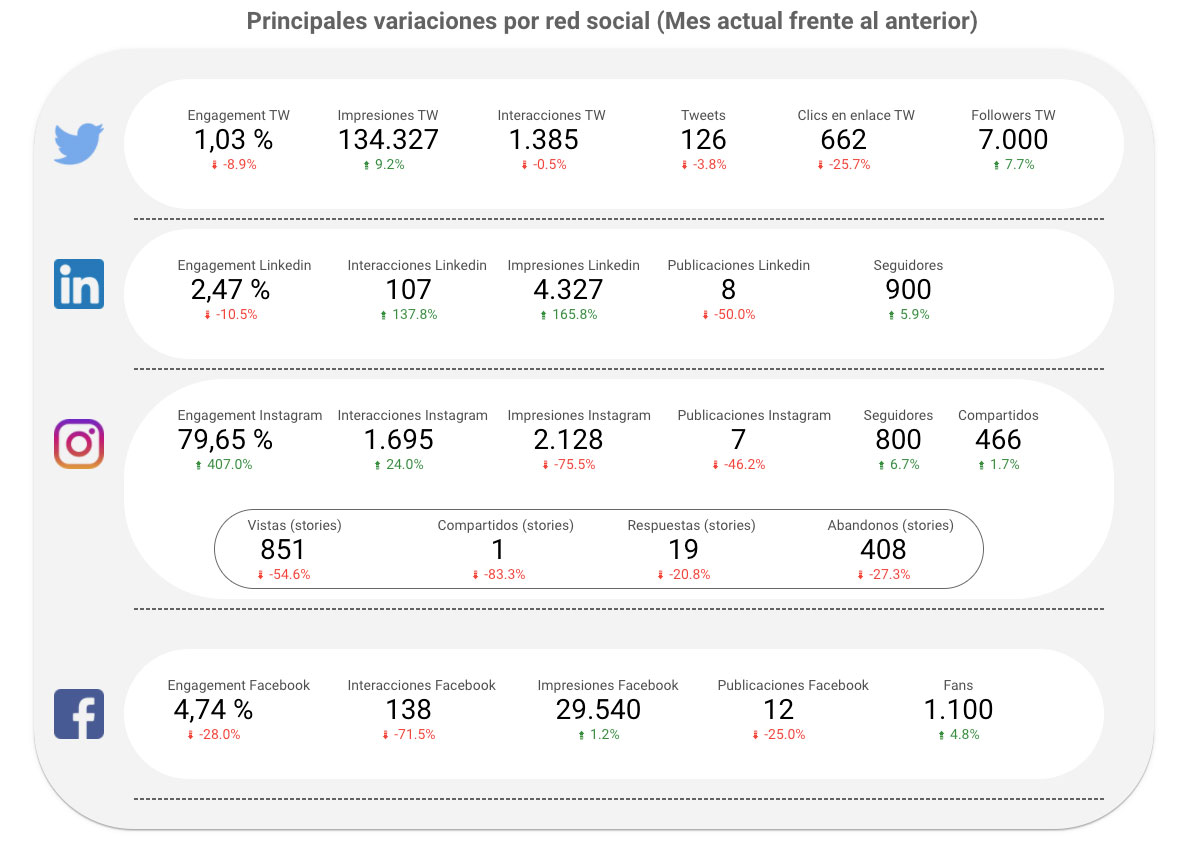 Principales variaciones por red social (Mes actual frente al anterior)
Engagement TW Impresiones TW Interacciones TW Tweets Clics en enlace TW Followers TW
1,03 % 134.327 1.385 126 662 7.000
-8.9% 9.2% -0.5% -3.8% -25.7% 7.7%
in
Engagement Linkedin Interacciones Linkedin Impresiones Linkedin Publicaciones Linkedin Seguidores
2,47 % 107 4.327 8 900
-10.5% 137.8% 165.8% -50.0% 5.9%
Engagement Instagram Interacciones Instagram Impresiones Instagram Publicaciones Instagram Seguidores Compartidos
79,65 % 1.695 2.128 7 800 466
407.0% 24.0% -75.5% -46.2% 6.7% 1.7%
Vistas (stories) Compartidos (stories) Respuestas (stories) Abandonos (stories)
851 1 19 408
-54.6% -83.3% -20.8% -27.3%
f
Engagement Facebook Interacciones Facebook Impresiones Facebook Publicaciones Facebook Fans
4,74 % 138 29.540 12 1.100
-28.0% -71.5% 1.2% -25.0% 4.8%